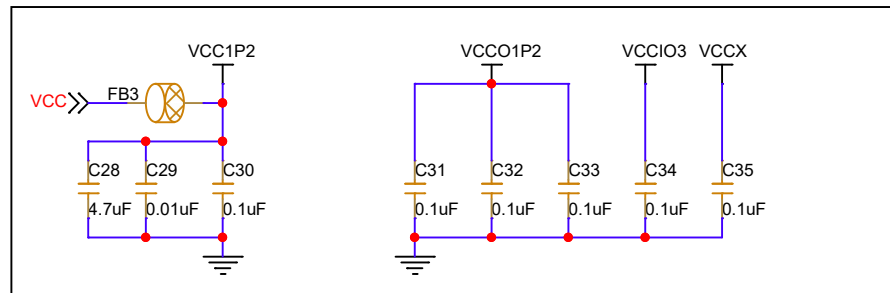 VCC1P2 VCCO1P2 VCCIO3 VCCX
FB3
VCC
C28 C29 C30 C31 C32 C33 C34 C35
4.7uF 0.01uF 0.1uF 0.1uF 0.1uF 0.1uF 0.1uF 0.1uF